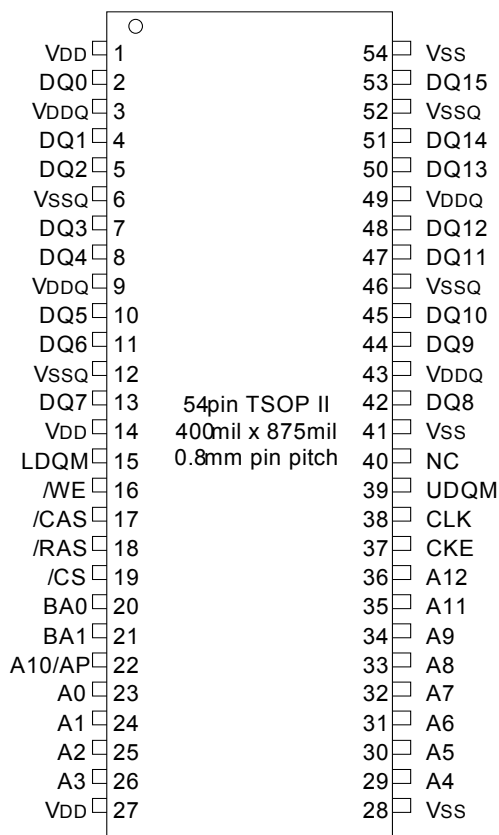 VDD 1 54 VSS
DQ0 2 53 DQ15
VDDQ 3 52 VSSQ
DQ1 4 51 DQ14
DQ2 5 50 DQ13
VSSQ 6 49 VDDQ
DQ3 7 48 DQ12
DQ4 8 47 DQ11
VDDQ 9 46 VSSQ
DQ5 10 45 DQ10
DQ6 11 44 DQ9
VSSQ 12 43 VDDQ
DQ7 13 54pin TSOP II 42 DQ8
VDD 14 400mil x 875mil 41 VSS
LDQM 15 0.8mm pin pitch 40 NC
/WE 16 39 UDQM
/CAS 17 38 CLK
/RAS 18 37 CKE
/CS 19 36 A12
BA0 20 35 A11
BA1 21 34 A9
A10/AP 22 33 A8
A0 23 32 A7
A1 24 31 A6
A2 25 30 A5
A3 26 29 A4
VDD 27 28 VSS